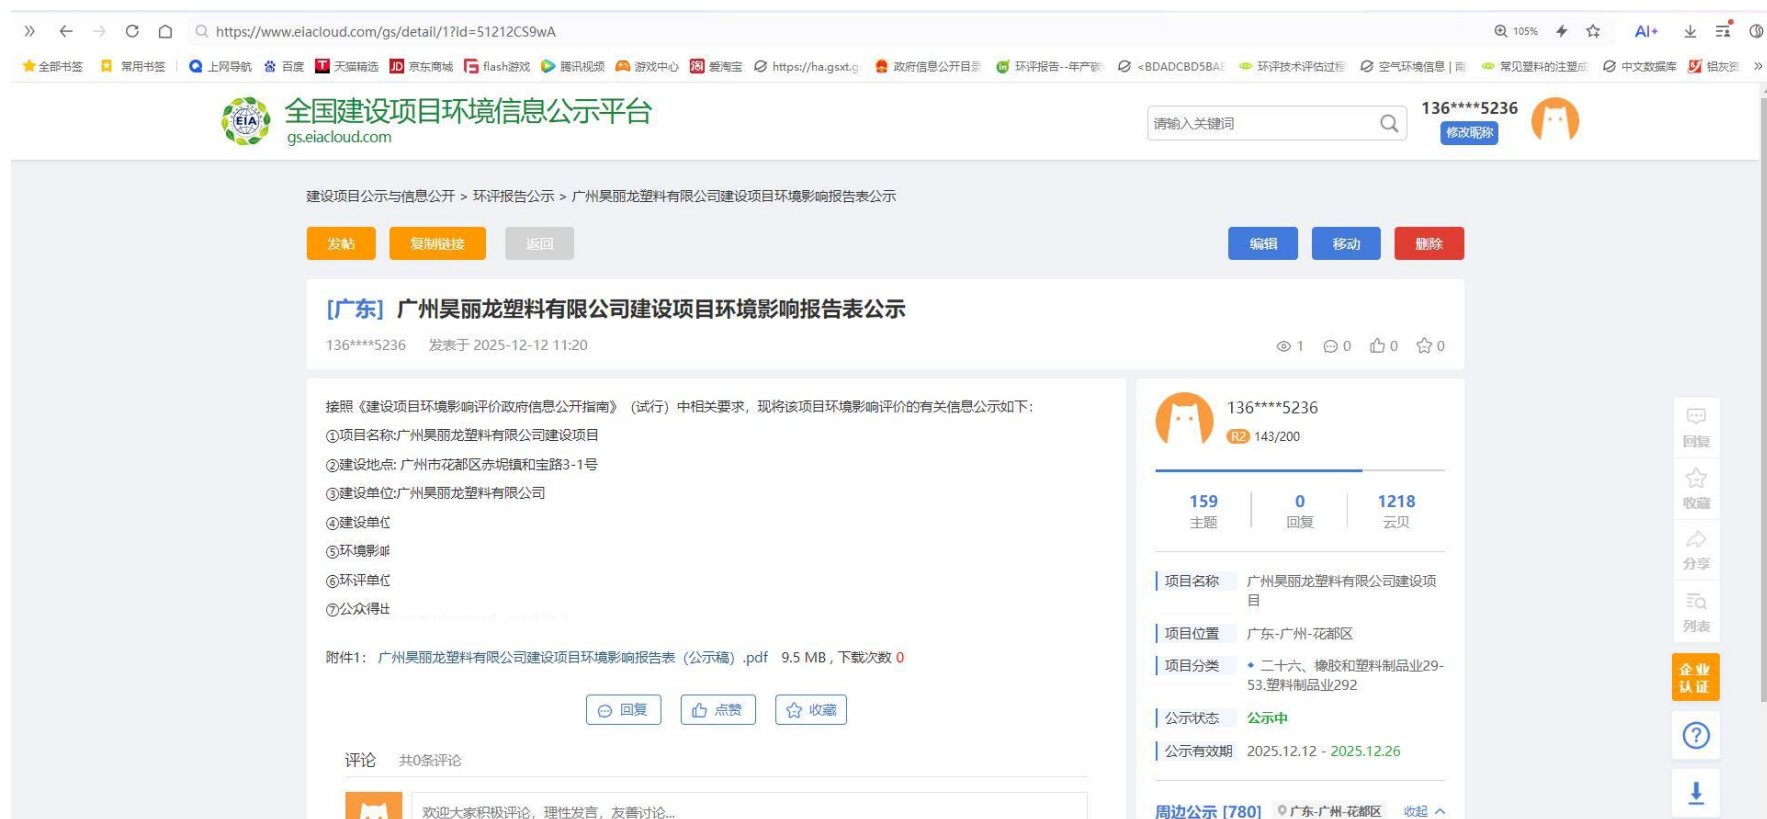 https://www.eiacloud.com/gs/detail/1?id=51212CS9wA
105%
AI+
全部书签 常用书签 上网导航 百度 天猫精选 京东商城 flash游戏 腾讯视频 游戏中心 爱淘宝 https://ha.gsxt.g 政府信息公开目录 环评报告--年产 <BDADCBD5BAE 环评技术评估过程 空气环境信息 常见塑料的注塑成 中文数据库 铝灰
EIA
全国建设项目环境信息公示平台
gs.eiacloud.com
请输入关键词
136****5236
修改昵称
建设项目公示与信息公开 > 环评报告公示 > 广州昊丽龙塑料有限公司建设项目环境影响报告表公示
发帖 复制链接 返回 编辑 移动 删除
[广东] 广州昊丽龙塑料有限公司建设项目环境影响报告表公示
136****5236 发表于 2025-12-12 11:20
1 0 0 0
按照《建设项目环境影响评价政府信息公开指南》（试行）中相关要求，现将该项目环境影响评价的有关信息公示如下：
①项目名称:广州昊丽龙塑料有限公司建设项目
②建设地点: 广州市花都区赤坭镇和宝路3-1号
③建设单位:广州昊丽龙塑料有限公司
④建设单位
⑤环境影响
⑥环评单位
⑦公众得出
附件1： 广州昊丽龙塑料有限公司建设项目环境影响报告表（公示稿）.pdf 9.5 MB , 下载次数 0
回复 点赞 收藏
评论 共0条评论
欢迎大家积极评论，理性发言，友善讨论...
136****5236
R2 143/200
159 0 1218
主题 回复 云贝
项目名称 广州昊丽龙塑料有限公司建设项
目
项目位置 广东-广州-花都区
项目分类 二十六、橡胶和塑料制品业29-
53.塑料制品业292
公示状态 公示中
公示有效期 2025.12.12 - 2025.12.26
周边公示 [780] 广东-广州-花都区 收起
回复
收藏
分享
列表
企业
认证